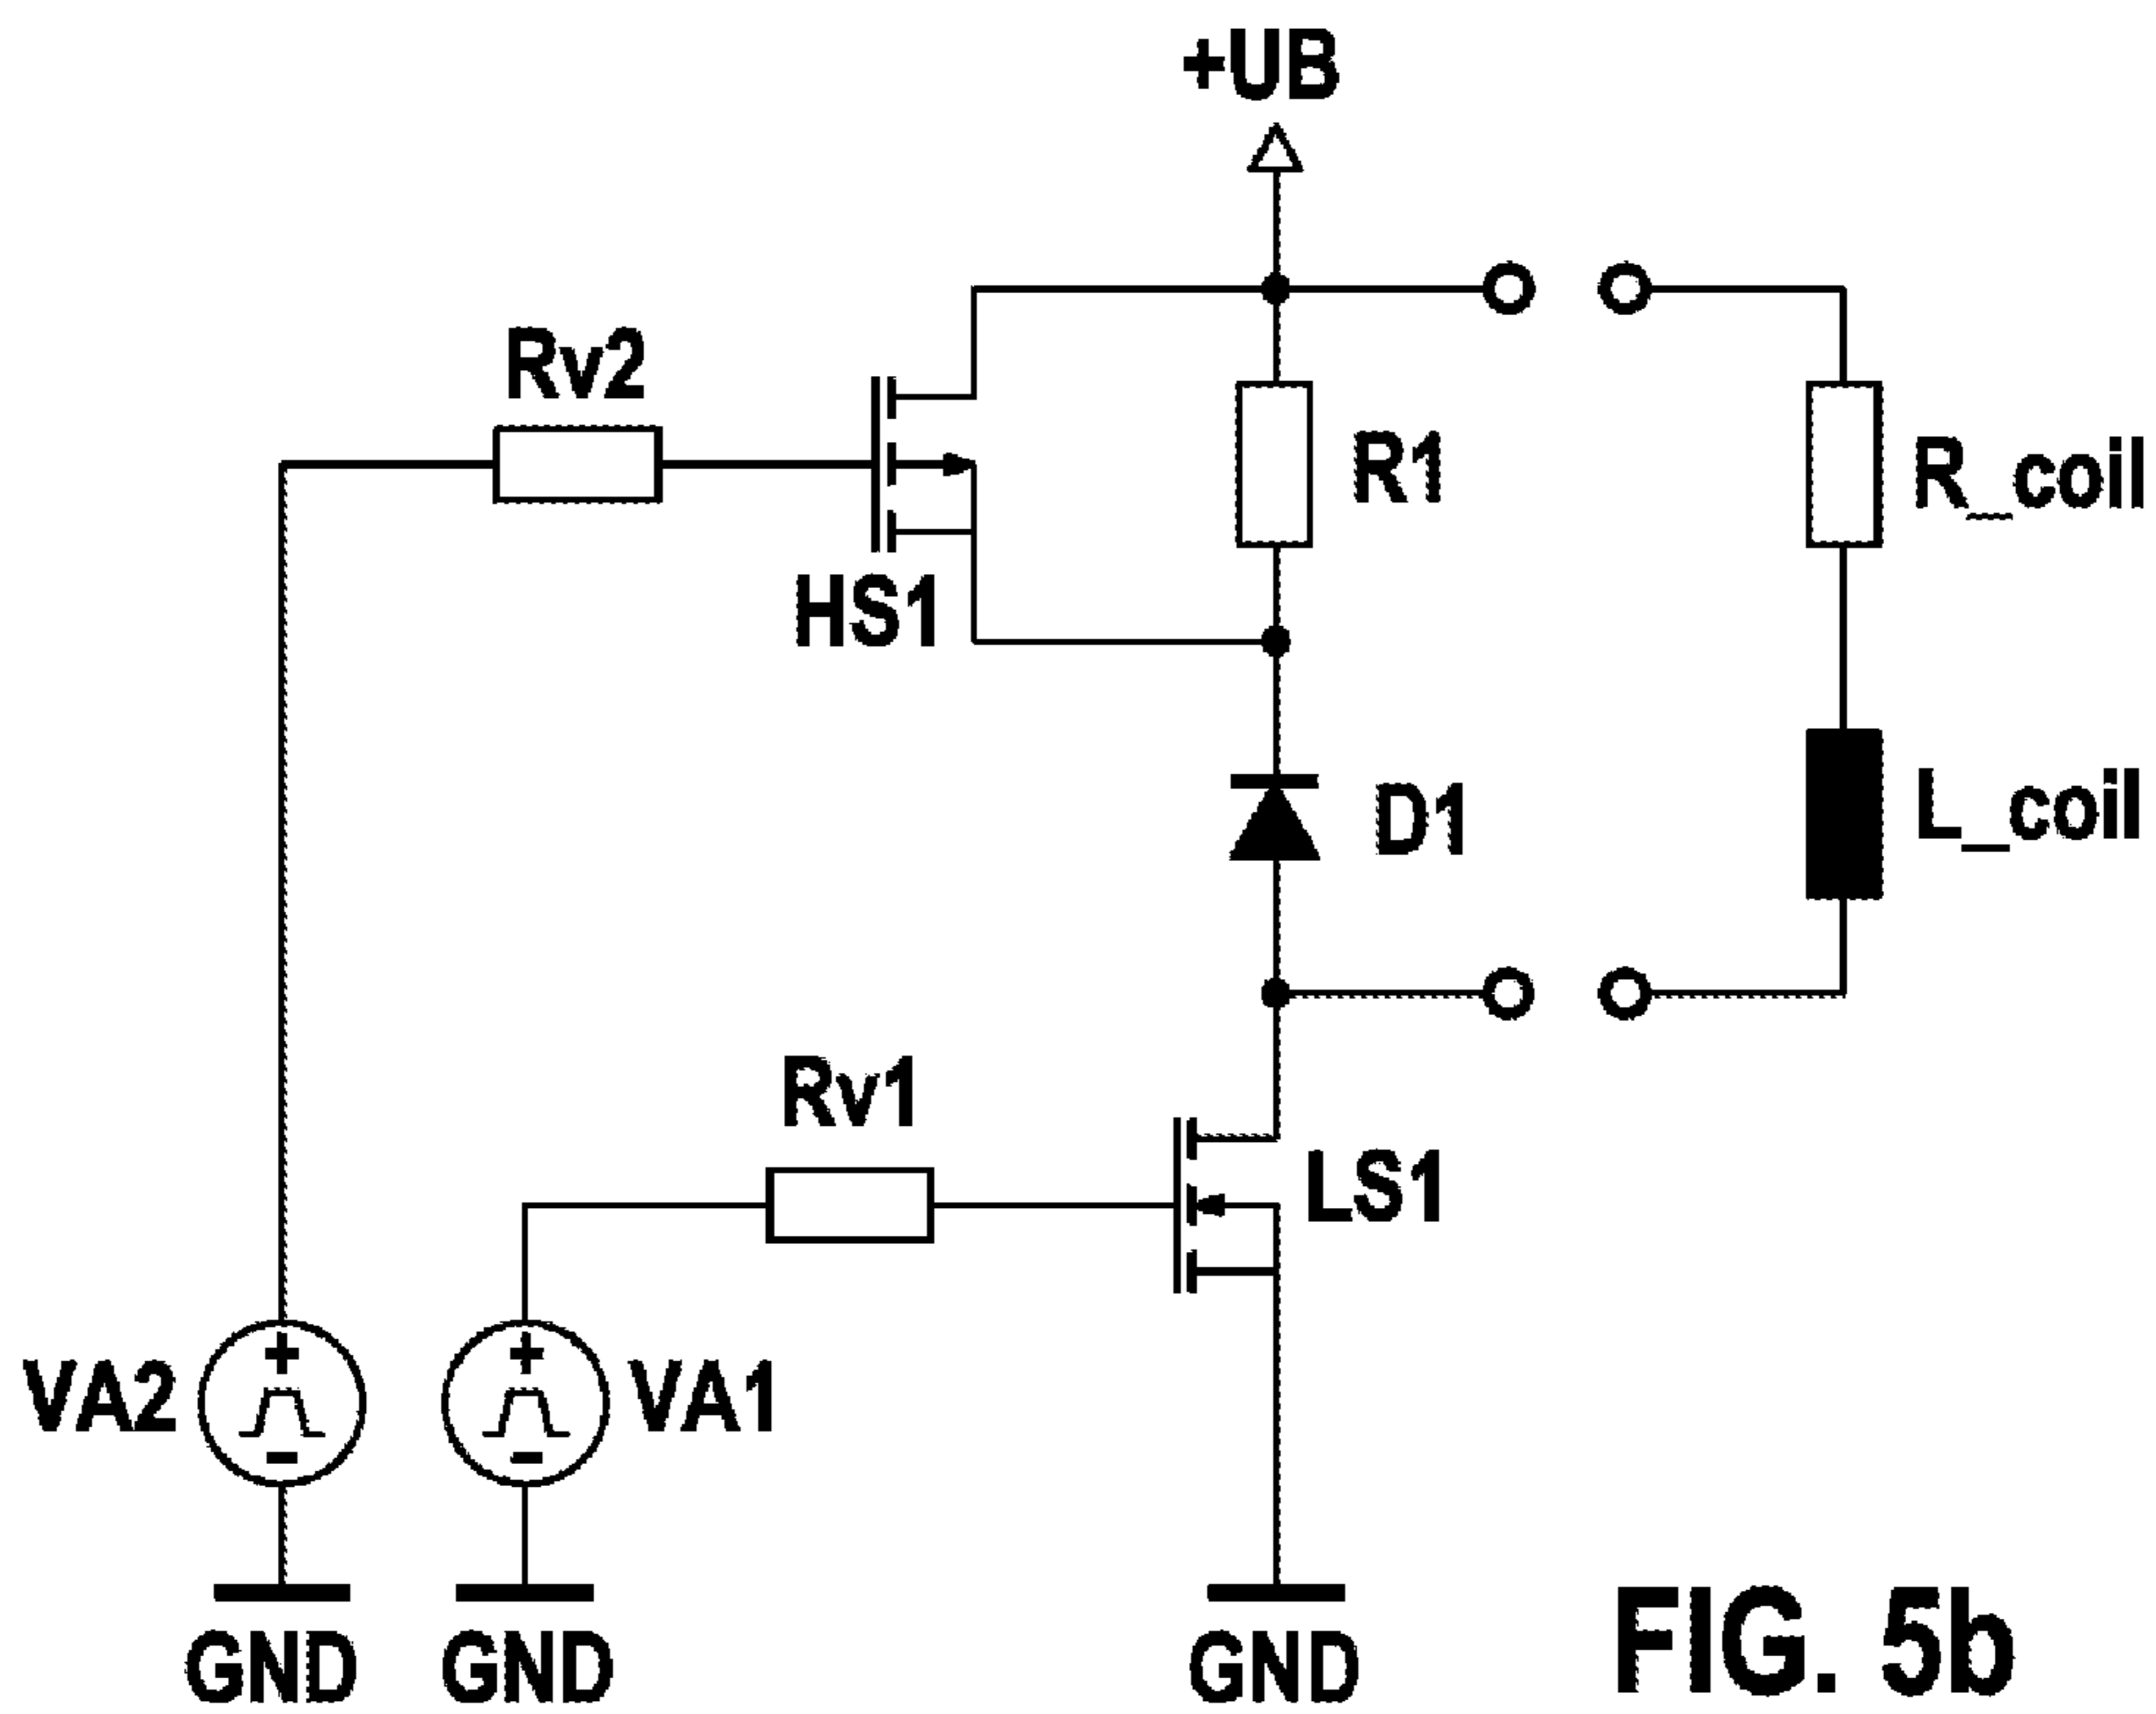 +UB
Rv2
R1
R_coil
HS1
D1
L_coil
Rv1
LS1
VA2
+
-
+
-
VA1
GND
GND
GND
FIG. 5b